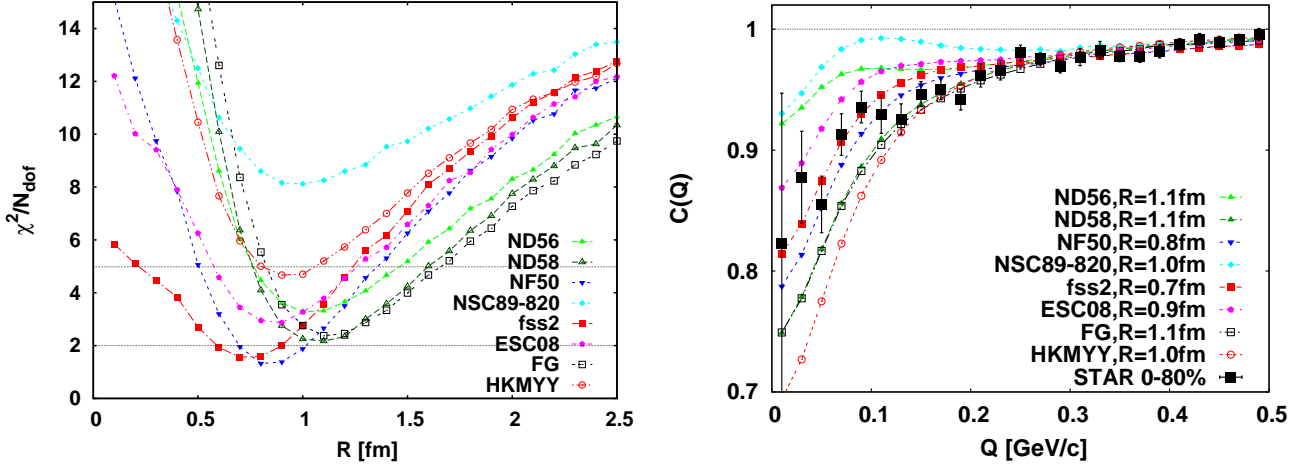 χ²/N_dof
15
14
12
10
8
6
4
2
0
0
0.5
1
1.5
2
2.5
R [fm]
ND56
ND58
NF50
NSC89-820
fss2
ESC08
FG
HKMYY
C(Q)
1
0.9
0.8
0.7
0
0.1
0.2
0.3
0.4
0.5
Q [GeV/c]
ND56,R=1.1fm
ND58,R=1.1fm
NF50,R=0.8fm
NSC89-820,R=1.0fm
fss2,R=0.7fm
ESC08,R=0.9fm
FG,R=1.1fm
HKMYY,R=1.0fm
STAR 0-80%